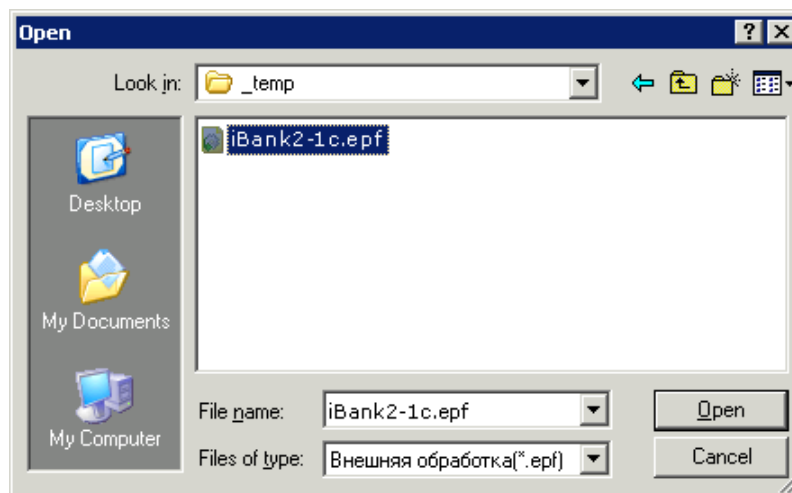 Open
Look in: _temp
iBank2-1c.epf
Desktop
My Documents
My Computer
File name: iBank2-1c.epf Open
Files of type: Внешняя обработка(*.epf) Cancel